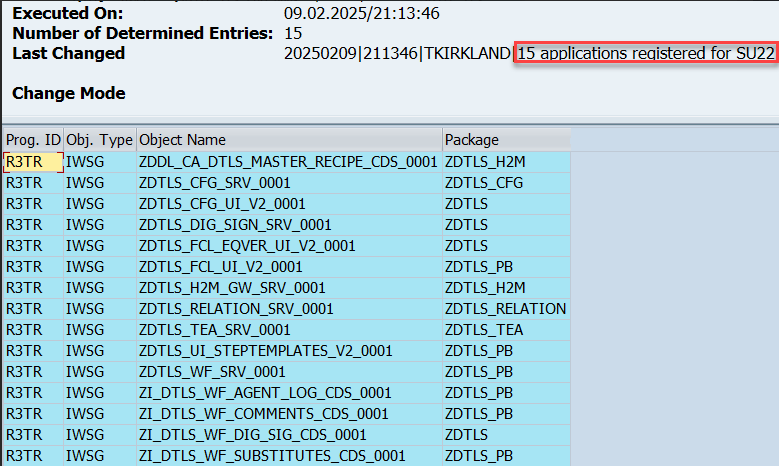 Executed On: 09.02.2025/21:13:46
Number of Determined Entries: 15
Last Changed 20250209|211346|TKIRKLAND|15 applications registered for SU22
Change Mode
Prog. ID Obj. Type Object Name Package
R3TR IWSG ZDDL_CA_DTLS_MASTER_RECIPE_CDS_0001 ZDTLS_H2M
R3TR IWSG ZDTLS_CFG_SRV_0001 ZDTLS_CFG
R3TR IWSG ZDTLS_CFG_UI_V2_0001 ZDTLS
R3TR IWSG ZDTLS_DIG_SIGN_SRV_0001 ZDTLS
R3TR IWSG ZDTLS_FCL_EQVER_UI_V2_0001 ZDTLS
R3TR IWSG ZDTLS_FCL_UI_V2_0001 ZDTLS_PB
R3TR IWSG ZDTLS_H2M_GW_SRV_0001 ZDTLS_H2M
R3TR IWSG ZDTLS_RELATION_SRV_0001 ZDTLS_RELATION
R3TR IWSG ZDTLS_TEA_SRV_0001 ZDTLS_TEA
R3TR IWSG ZDTLS_UI_STEPTEMPLATES_V2_0001 ZDTLS_PB
R3TR IWSG ZDTLS_WF_SRV_0001 ZDTLS_PB
R3TR IWSG ZI_DTLS_WF_AGENT_LOG_CDS_0001 ZDTLS_PB
R3TR IWSG ZI_DTLS_WF_COMMENTS_CDS_0001 ZDTLS_PB
R3TR IWSG ZI_DTLS_WF_DIG_SIG_CDS_0001 ZDTLS
R3TR IWSG ZI_DTLS_WF_SUBSTITUTES_CDS_0001 ZDTLS_PB